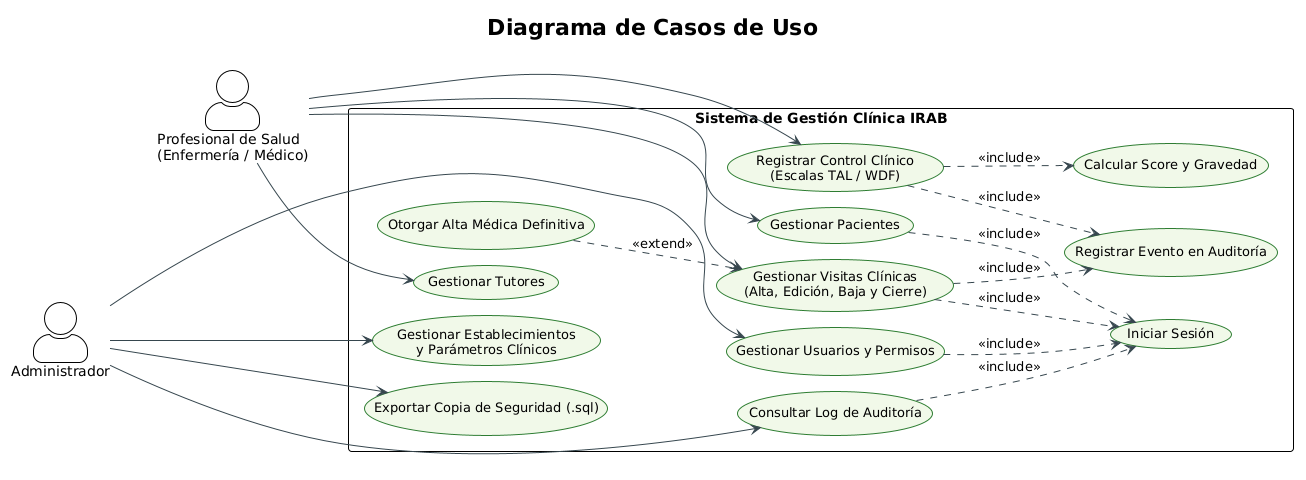 Diagrama de Casos de Uso
Profesional de Salud
(Enfermería / Médico)
Administrador
Sistema de Gestión Clínica IRAB
Registrar Control Clínico
(Escalas TAL / WDF)
«include»
Calcular Score y Gravedad
«include»
Otorgar Alta Médica Definitiva
Gestionar Pacientes
«include»
Registrar Evento en Auditoría
«extend»
Gestionar Tutores
Gestionar Visitas Clínicas
(Alta, Edición, Baja y Cierre)
«include»
«include»
Gestionar Establecimientos
y Parámetros Clínicos
Gestionar Usuarios y Permisos
«include»
Iniciar Sesión
«include»
Exportar Copia de Seguridad (.sql)
Consultar Log de Auditoría